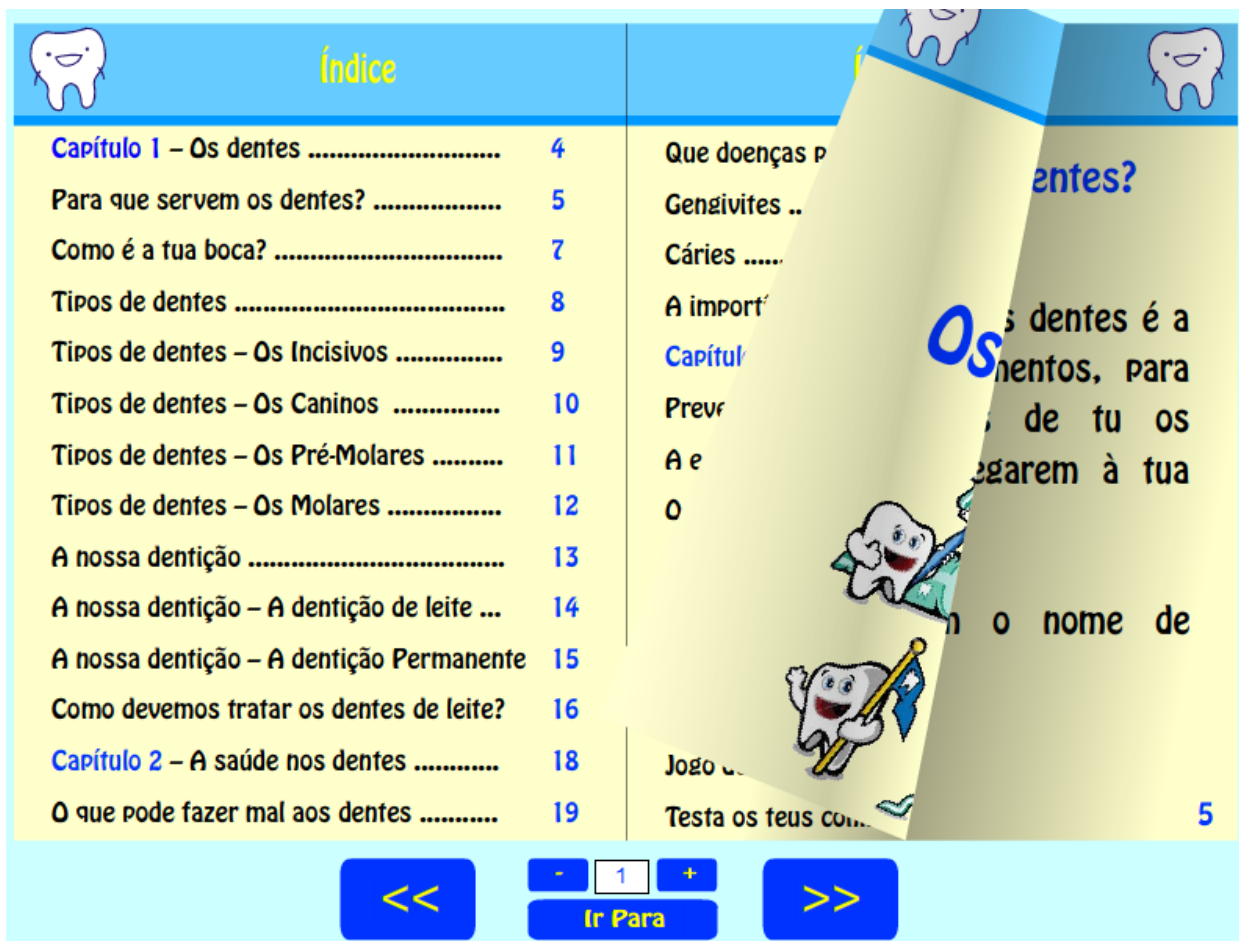 Índice
Capítulo 1 – Os dentes ...........................    4
Para que servem os dentes? ..................    5
Como é a tua boca? ................................    7
Tipos de dentes ......................................    8
Tipos de dentes – Os Incisivos ...............    9
Tipos de dentes – Os Caninos ...............    10
Tipos de dentes – Os Pré-Molares ..........    11
Tipos de dentes – Os Molares ................    12
A nossa dentição ....................................    13
A nossa dentição – A dentição de leite ...    14
A nossa dentição – A dentição Permanente    15
Como devemos tratar os dentes de leite?    16
Capítulo 2 – A saúde nos dentes ............    18
O que pode fazer mal aos dentes ...........    19
Que doenças
Gengivites ..
Cáries ......
A
A
O
Jogo
Testa os teus
Os
dentes é a
para
de tu os
à tua
o nome de
5
<<
-
1
+
Ir Para
>>